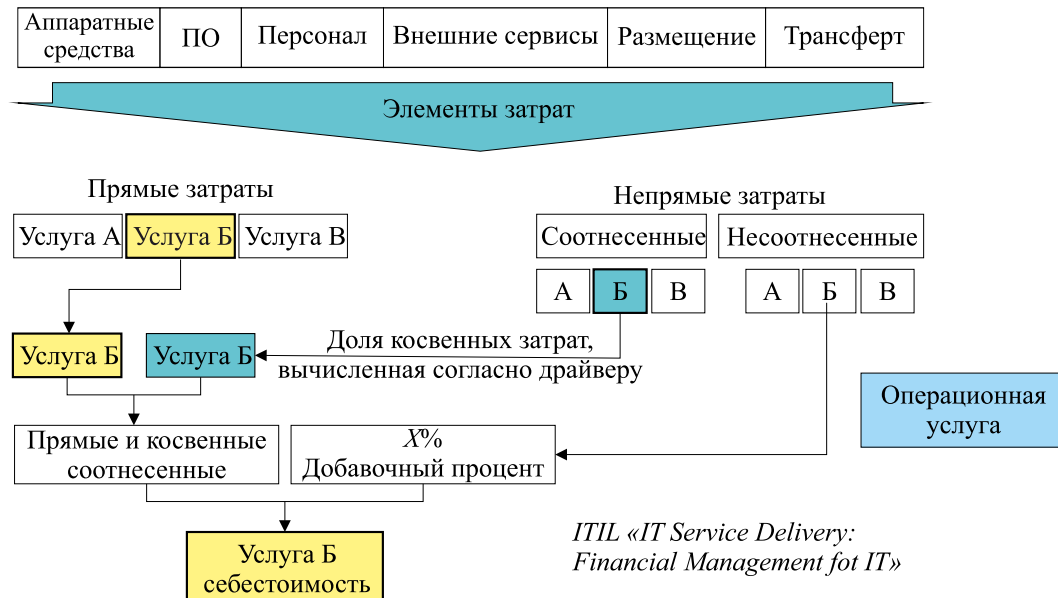 Аппаратные
средства
ПО
Персонал
Внешние сервисы
Размещение
Трансферт
Элементы затрат
Прямые затраты
Непрямые затраты
Услуга А
Услуга Б
Услуга В
Соотнесенные
Несоотнесенные
А
Б
В
А
Б
В
Услуга Б
Услуга Б
Доля косвенных затрат,
вычисленная согласно драйверу
Операционная
услуга
Прямые и косвенные
соотнесенные
X%
Добавочный процент
ITIL «IT Service Delivery:
Financial Management fot IT»
Услуга Б
себестоимость